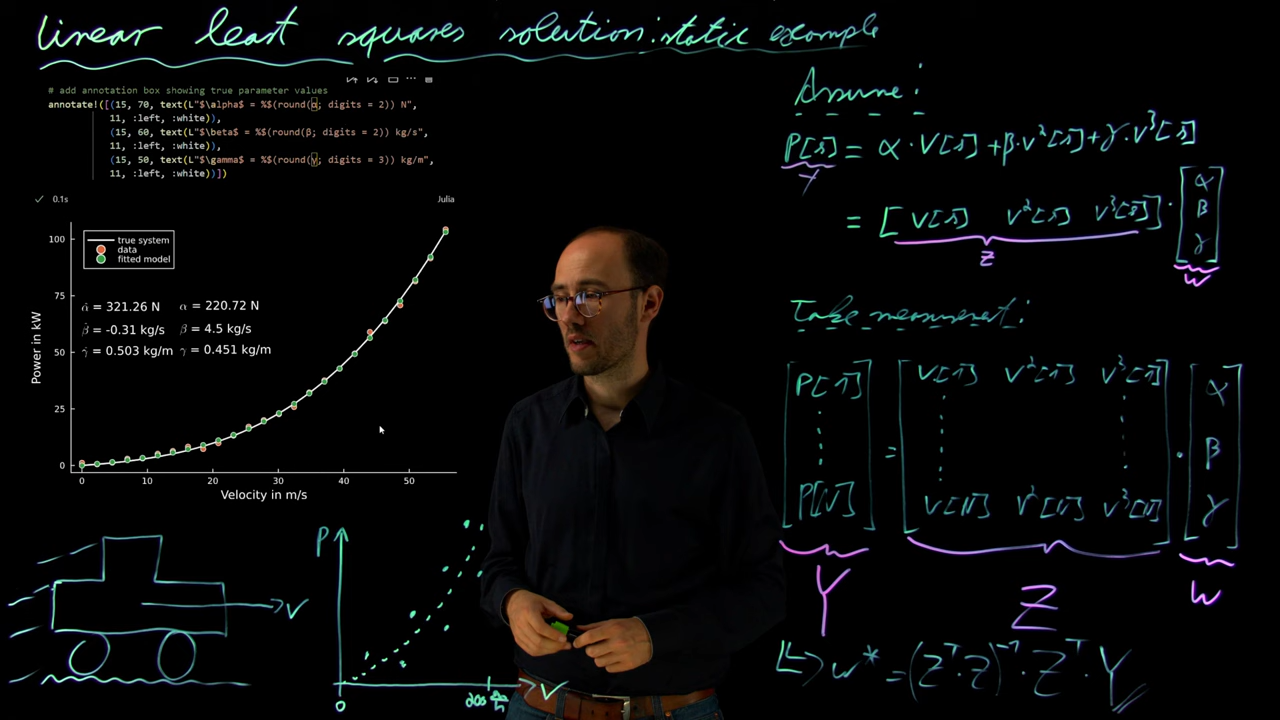 linear least squares solution: static example
# add annotation box showing true parameter values
annotate!([(15, 70, text(L"$\alpha$ = %$(round(α; digits = 2)) N",
11, :left, :white)),
(15, 60, text(L"$\beta$ = %$(round(β; digits = 2)) kg/s",
11, :left, :white)),
(15, 50, text(L"$\gamma$ = %$(round(γ; digits = 3)) kg/m",
11, :left, :white))])
0.1s
Julia
100
75
50
25
0
Power in kW
true system
data
fitted model
α̂ = 321.26 N α = 220.72 N
β̂ = -0.31 kg/s β = 4.5 kg/s
γ̂ = 0.503 kg/m γ = 0.451 kg/m
0 10 20 30 40 50
Velocity in m/s
V
P
0
V
Assume:
P[s] = α · V[s] + β · v²[s] + γ · v³[s]
Y
= [V[s] v²[s] v³[s]] · [α
β
γ]
Z
W
Take measurement:
P[1] V[1] v²[1] v³[1] α
= · β
P[N] V[N] v²[N] v³[N] γ
Y Z W
↳ w* = (Zᵀ · Z)⁻¹ · Zᵀ · Y